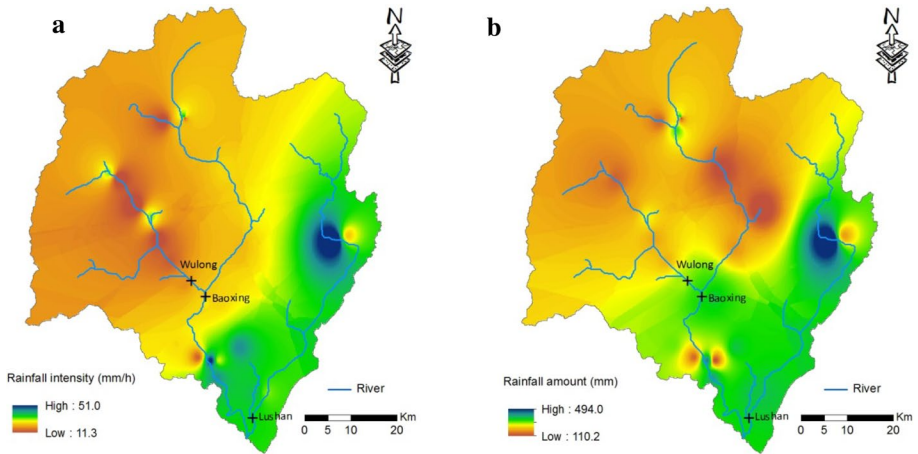 a
N
Wulong
Baoxing
Rainfall intensity (mm/h)
High : 51.0
Low : 11.3
River
Lushan
Km
0 5 10 20
b
N
Wulong
Baoxing
Rainfall amount (mm)
High : 494.0
Low : 110.2
River
Lushan
Km
0 5 10 20